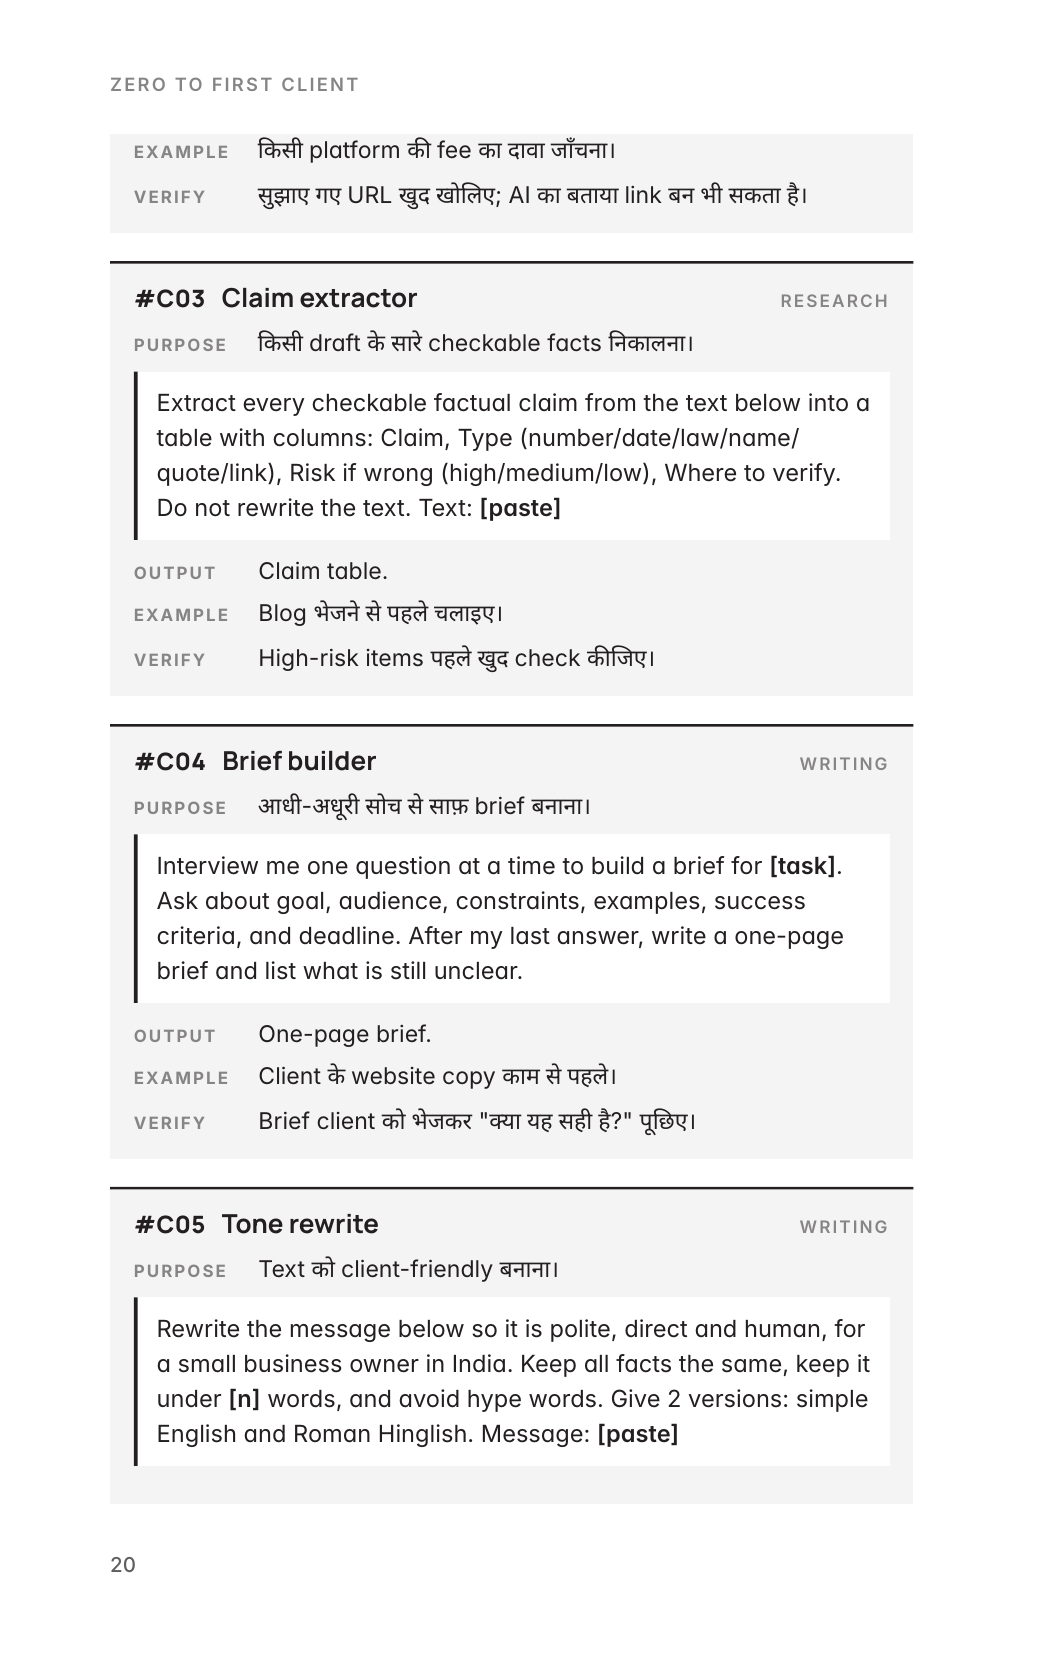 ZERO TO FIRST CLIENT
EXAMPLE किसी platform की fee का दावा जाँचना।
VERIFY सुझाए गए URL खुद खोलिए; AI का बताया link बन भी सकता है।
#C03 Claim extractor RESEARCH
PURPOSE किसी draft के सारे checkable facts निकालना।
Extract every checkable factual claim from the text below into a
table with columns: Claim, Type (number/date/law/name/
quote/link), Risk if wrong (high/medium/low), Where to verify.
Do not rewrite the text. Text: [paste]
OUTPUT Claim table.
EXAMPLE Blog भेजने से पहले चलाइए।
VERIFY High-risk items पहले खुद check कीजिए।
#C04 Brief builder WRITING
PURPOSE आधी-अधूरी सोच से साफ़ brief बनाना।
Interview me one question at a time to build a brief for [task].
Ask about goal, audience, constraints, examples, success
criteria, and deadline. After my last answer, write a one-page
brief and list what is still unclear.
OUTPUT One-page brief.
EXAMPLE Client के website copy काम से पहले।
VERIFY Brief client को भेजकर "क्या यह सही है?" पूछिए।
#C05 Tone rewrite WRITING
PURPOSE Text को client-friendly बनाना।
Rewrite the message below so it is polite, direct and human, for
a small business owner in India. Keep all facts the same, keep it
under [n] words, and avoid hype words. Give 2 versions: simple
English and Roman Hinglish. Message: [paste]
20